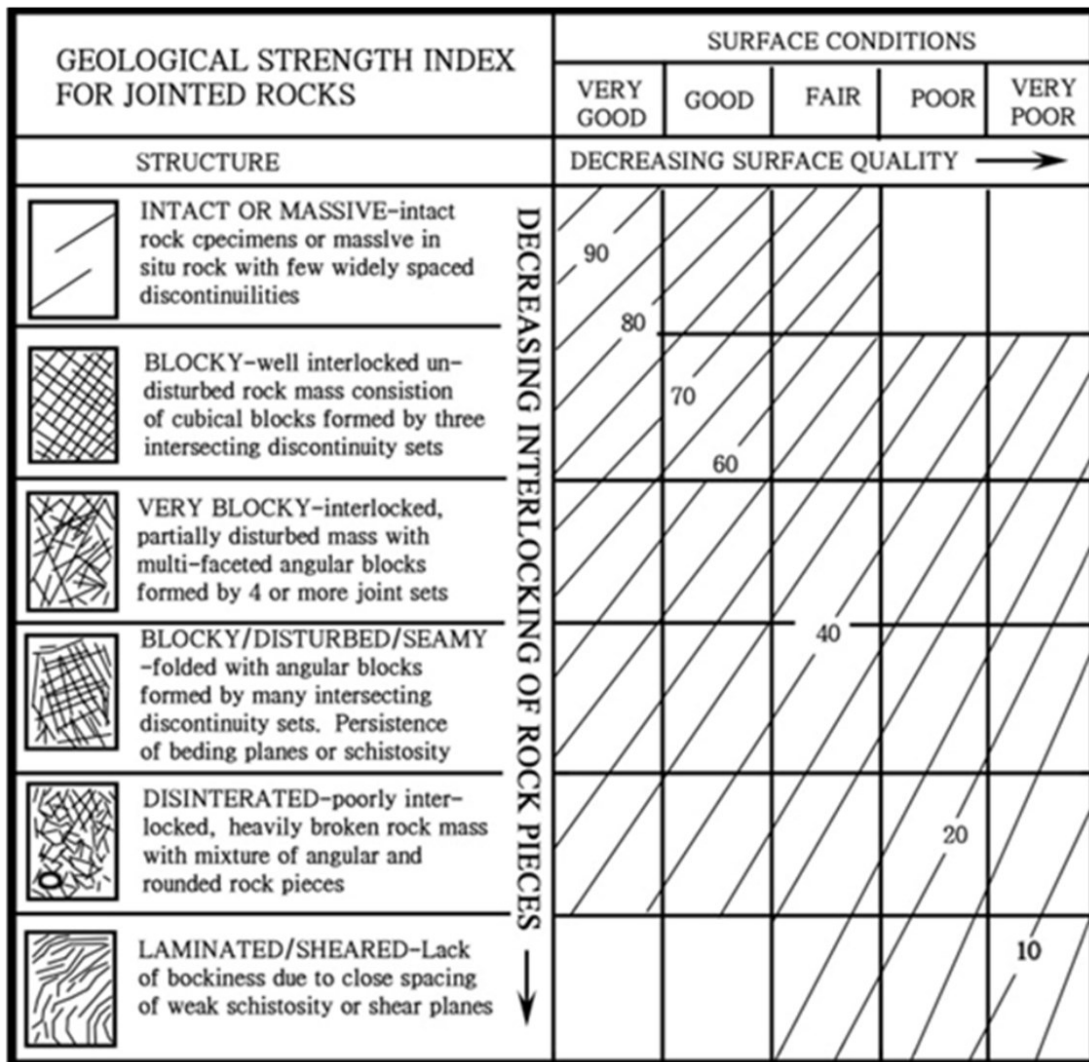 GEOLOGICAL STRENGTH INDEX
FOR JOINTED ROCKS
SURFACE CONDITIONS
VERY
GOOD
GOOD
FAIR
POOR
VERY
POOR
STRUCTURE
DECREASING SURFACE QUALITY
INTACT OR MASSIVE-intact
rock cpecimens or masslve in
situ rock with few widely spaced
discontinuilities
BLOCKY-well interlocked un-
disturbed rock mass consistion
of cubical blocks formed by three
intersecting discontinuity sets
VERY BLOCKY-interlocked,
partially disturbed mass with
multi-faceted angular blocks
formed by 4 or more joint sets
BLOCKY/DISTURBED/SEAMY
-folded with angular blocks
formed by many intersecting
discontinuity sets. Persistence
of beding planes or schistosity
DISINTERATED-poorly inter-
locked, heavily broken rock mass
with mixture of angular and
rounded rock pieces
LAMINATED/SHEARED-Lack
of bockiness due to close spacing
of weak schistosity or shear planes
DECREASING INTERLOCKING OF ROCK PIECES
90
80
70
60
40
20
10